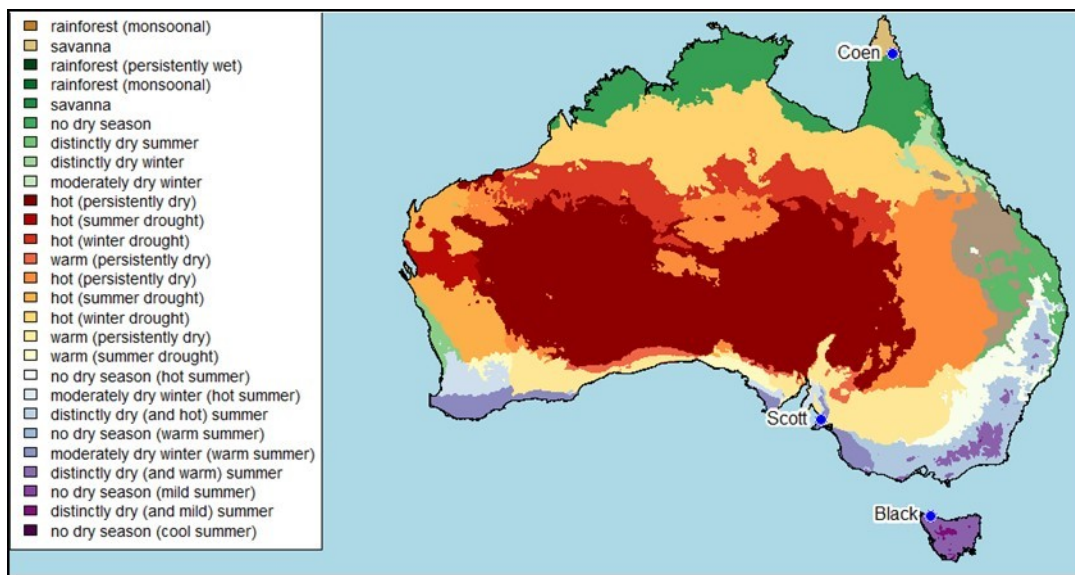 rainforest (monsoonal)
savanna
rainforest (persistently wet)
rainforest (monsoonal)
savanna
no dry season
distinctly dry summer
distinctly dry winter
moderately dry winter
hot (persistently dry)
hot (summer drought)
hot (winter drought)
warm (persistently dry)
hot (persistently dry)
hot (summer drought)
hot (winter drought)
warm (persistently dry)
warm (summer drought)
no dry season (hot summer)
moderately dry winter (hot summer)
distinctly dry (and hot) summer
no dry season (warm summer)
moderately dry winter (warm summer)
distinctly dry (and warm) summer
no dry season (mild summer)
distinctly dry (and mild) summer
no dry season (cool summer)
Coen
Scott
Black